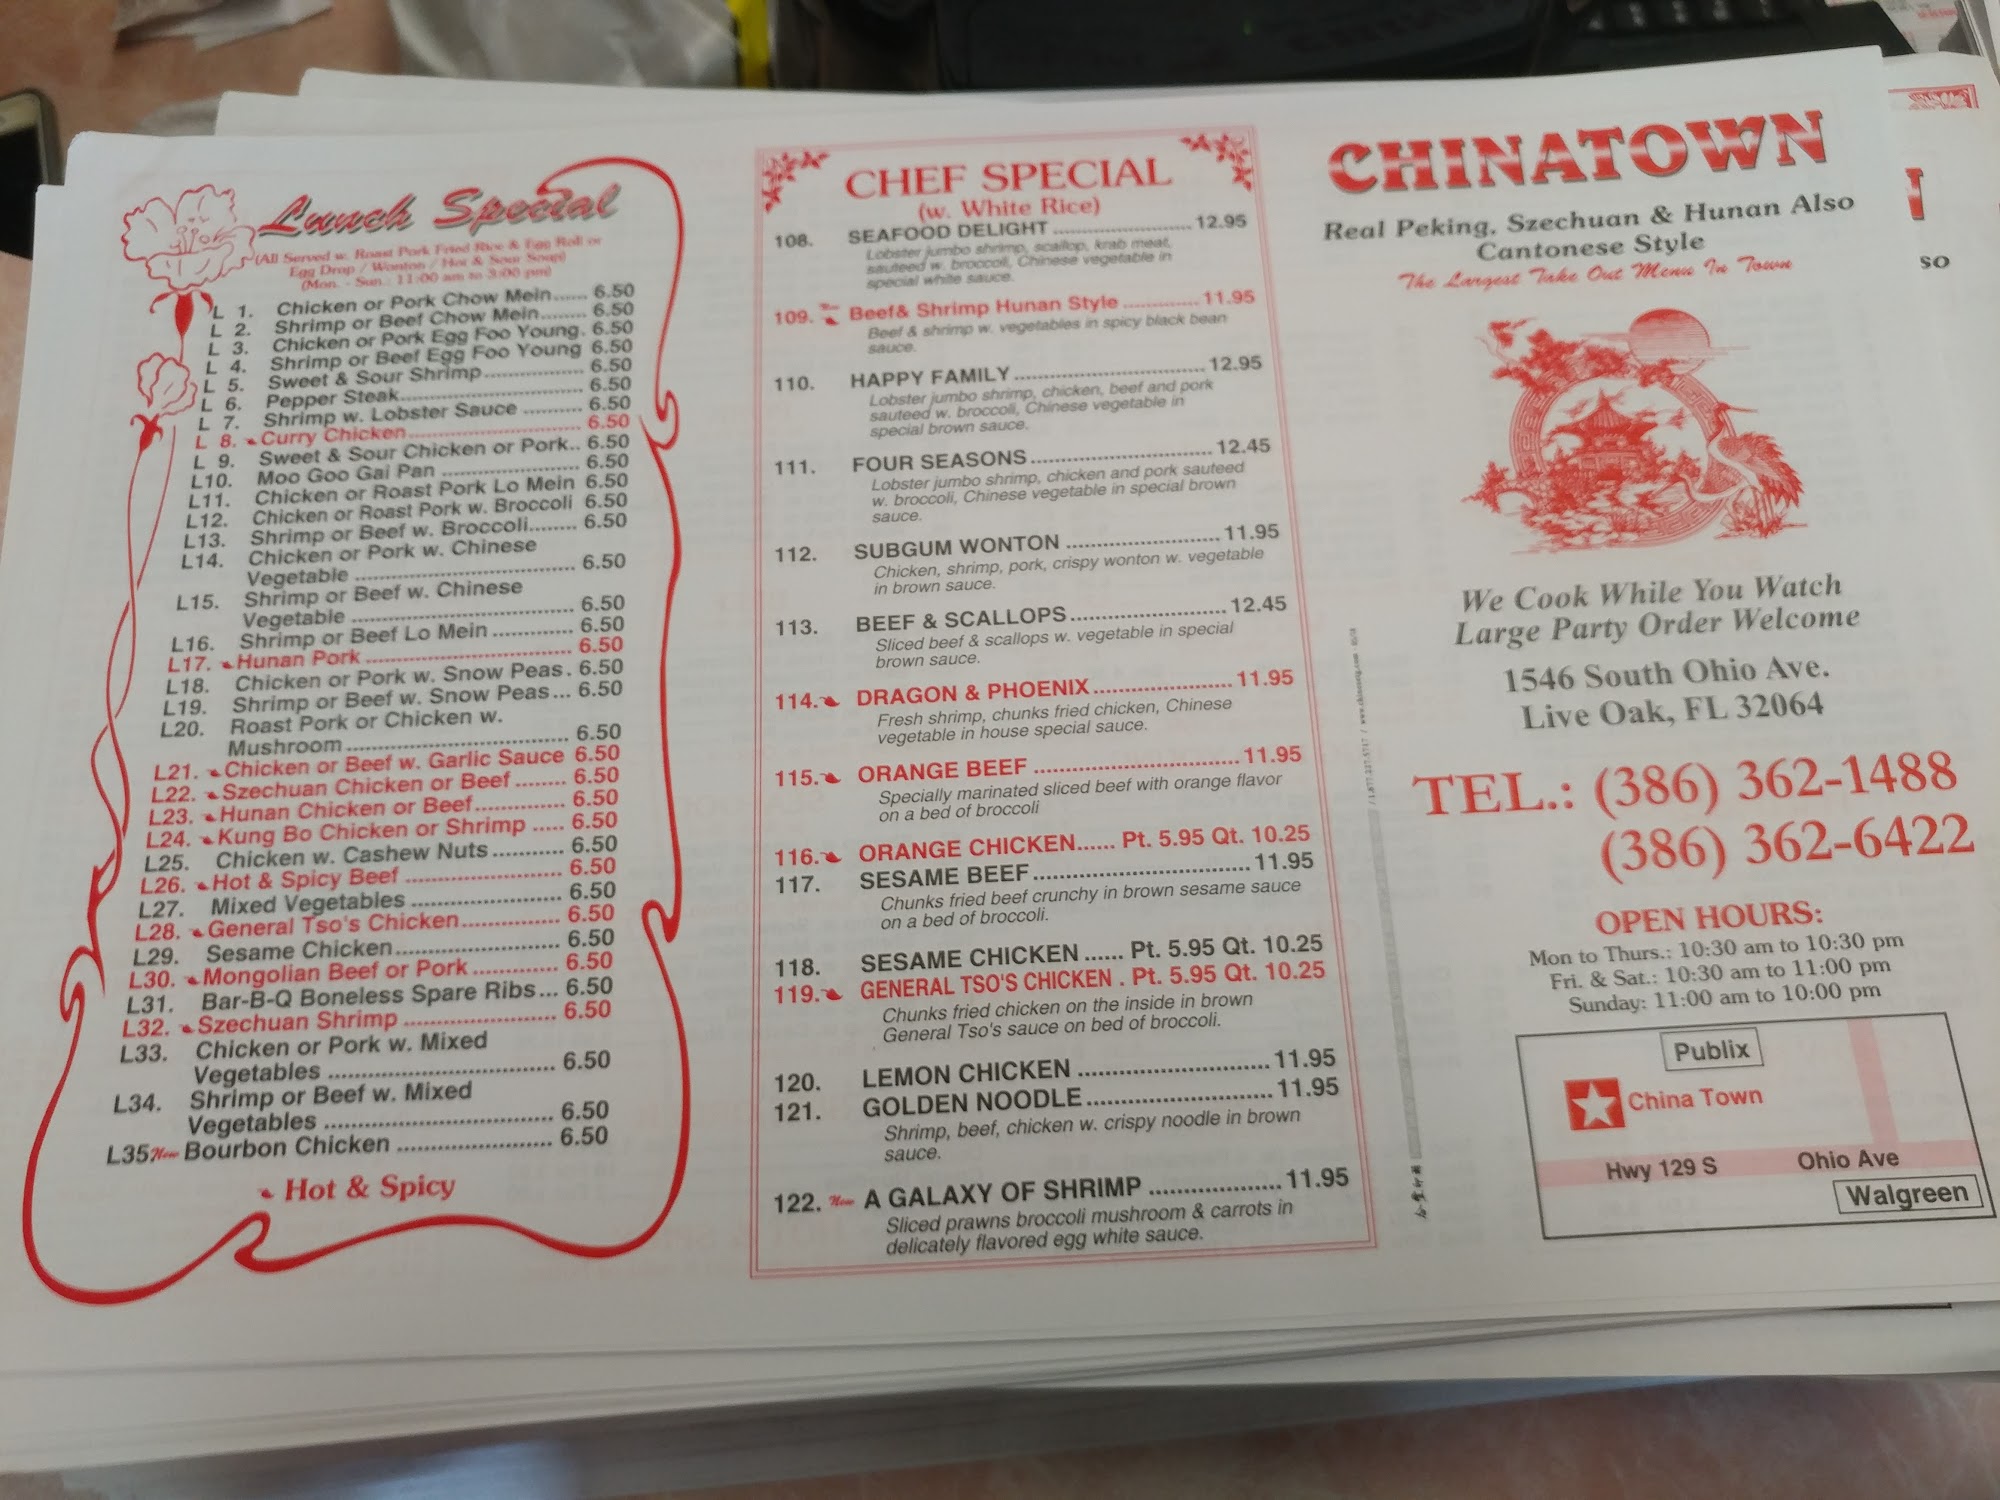 Lunch Special
(All Served w. Roast Pork Fried Rice & Egg Roll or
Egg Drop / Wonton / Hot & Sour Soup)
(Mon. - Sun.: 11:00 am to 3:00 pm)
L 1. Chicken or Pork Chow Mein...... 6.50
L 2. Shrimp or Beef Chow Mein........ 6.50
L 3. Chicken or Pork Egg Foo Young. 6.50
L 4. Shrimp or Beef Egg Foo Young 6.50
L 5. Sweet & Sour Shrimp................. 6.50
L 6. Pepper Steak............................... 6.50
L 7. Shrimp w. Lobster Sauce .......... 6.50
L 8. Curry Chicken............................. 6.50
L 9. Sweet & Sour Chicken or Pork.. 6.50
L10. Moo Goo Gai Pan ....................... 6.50
L11. Chicken or Roast Pork Lo Mein 6.50
L12. Chicken or Roast Pork w. Broccoli 6.50
L13. Shrimp or Beef w. Broccoli........ 6.50
L14. Chicken or Pork w. Chinese
Vegetable .................................... 6.50
L15. Shrimp or Beef w. Chinese
Vegetable .................................... 6.50
L16. Shrimp or Beef Lo Mein ............. 6.50
L17. Hunan Pork ................................. 6.50
L18. Chicken or Pork w. Snow Peas . 6.50
L19. Shrimp or Beef w. Snow Peas ... 6.50
L20. Roast Pork or Chicken w.
Mushroom .................................... 6.50
L21. Chicken or Beef w. Garlic Sauce 6.50
L22. Szechuan Chicken or Beef ........ 6.50
L23. Hunan Chicken or Beef.............. 6.50
L24. Kung Bo Chicken or Shrimp ..... 6.50
L25. Chicken w. Cashew Nuts........... 6.50
L26. Hot & Spicy Beef ........................ 6.50
L27. Mixed Vegetables ....................... 6.50
L28. General Tso's Chicken............... 6.50
L29. Sesame Chicken......................... 6.50
L30. Mongolian Beef or Pork ............. 6.50
L31. Bar-B-Q Boneless Spare Ribs... 6.50
L32. Szechuan Shrimp ....................... 6.50
L33. Chicken or Pork w. Mixed
Vegetables ................................... 6.50
L34. Shrimp or Beef w. Mixed
Vegetables ................................... 6.50
L35 New Bourbon Chicken ....................... 6.50
Hot & Spicy
CHEF SPECIAL
(w. White Rice)
108. SEAFOOD DELIGHT .......................... 12.95
Lobster jumbo shrimp, scallop, krab meat,
sauteed w. broccoli, Chinese vegetable in
special white sauce.
109. Beef& Shrimp Hunan Style .............. 11.95
Beef & shrimp w. vegetables in spicy black bean
sauce.
110. HAPPY FAMILY ................................... 12.95
Lobster jumbo shrimp, chicken, beef and pork
sauteed w. broccoli, Chinese vegetable in
special brown sauce.
111. FOUR SEASONS ................................. 12.45
Lobster jumbo shrimp, chicken and pork sauteed
w. broccoli, Chinese vegetable in special brown
sauce.
112. SUBGUM WONTON ........................... 11.95
Chicken, shrimp, pork, crispy wonton w. vegetable
in brown sauce.
113. BEEF & SCALLOPS............................ 12.45
Sliced beef & scallops w. vegetable in special
brown sauce.
114. DRAGON & PHOENIX ........................ 11.95
Fresh shrimp, chunks fried chicken, Chinese
vegetable in house special sauce.
115. ORANGE BEEF ................................... 11.95
Specially marinated sliced beef with orange flavor
on a bed of broccoli
116. ORANGE CHICKEN...... Pt. 5.95 Qt. 10.25
117. SESAME BEEF ..................................... 11.95
Chunks fried beef crunchy in brown sesame sauce
on a bed of broccoli.
118. SESAME CHICKEN ...... Pt. 5.95 Qt. 10.25
119. GENERAL TSO'S CHICKEN . Pt. 5.95 Qt. 10.25
Chunks fried chicken on the inside in brown
General Tso's sauce on bed of broccoli.
120. LEMON CHICKEN ............................... 11.95
121. GOLDEN NOODLE .............................. 11.95
Shrimp, beef, chicken w. crispy noodle in brown
sauce.
122. New A GALAXY OF SHRIMP .................... 11.95
Sliced prawns broccoli mushroom & carrots in
delicately flavored egg white sauce.
CHINATOWN
Real Peking, Szechuan & Hunan Also
Cantonese Style
The Largest Take Out Menu In Town
We Cook While You Watch
Large Party Order Welcome
1546 South Ohio Ave.
Live Oak, FL 32064
TEL.: (386) 362-1488
(386) 362-6422
OPEN HOURS:
Mon to Thurs.: 10:30 am to 10:30 pm
Fri. & Sat.: 10:30 am to 11:00 pm
Sunday: 11:00 am to 10:00 pm
Publix
China Town
Hwy 129 S Ohio Ave
Walgreen
so